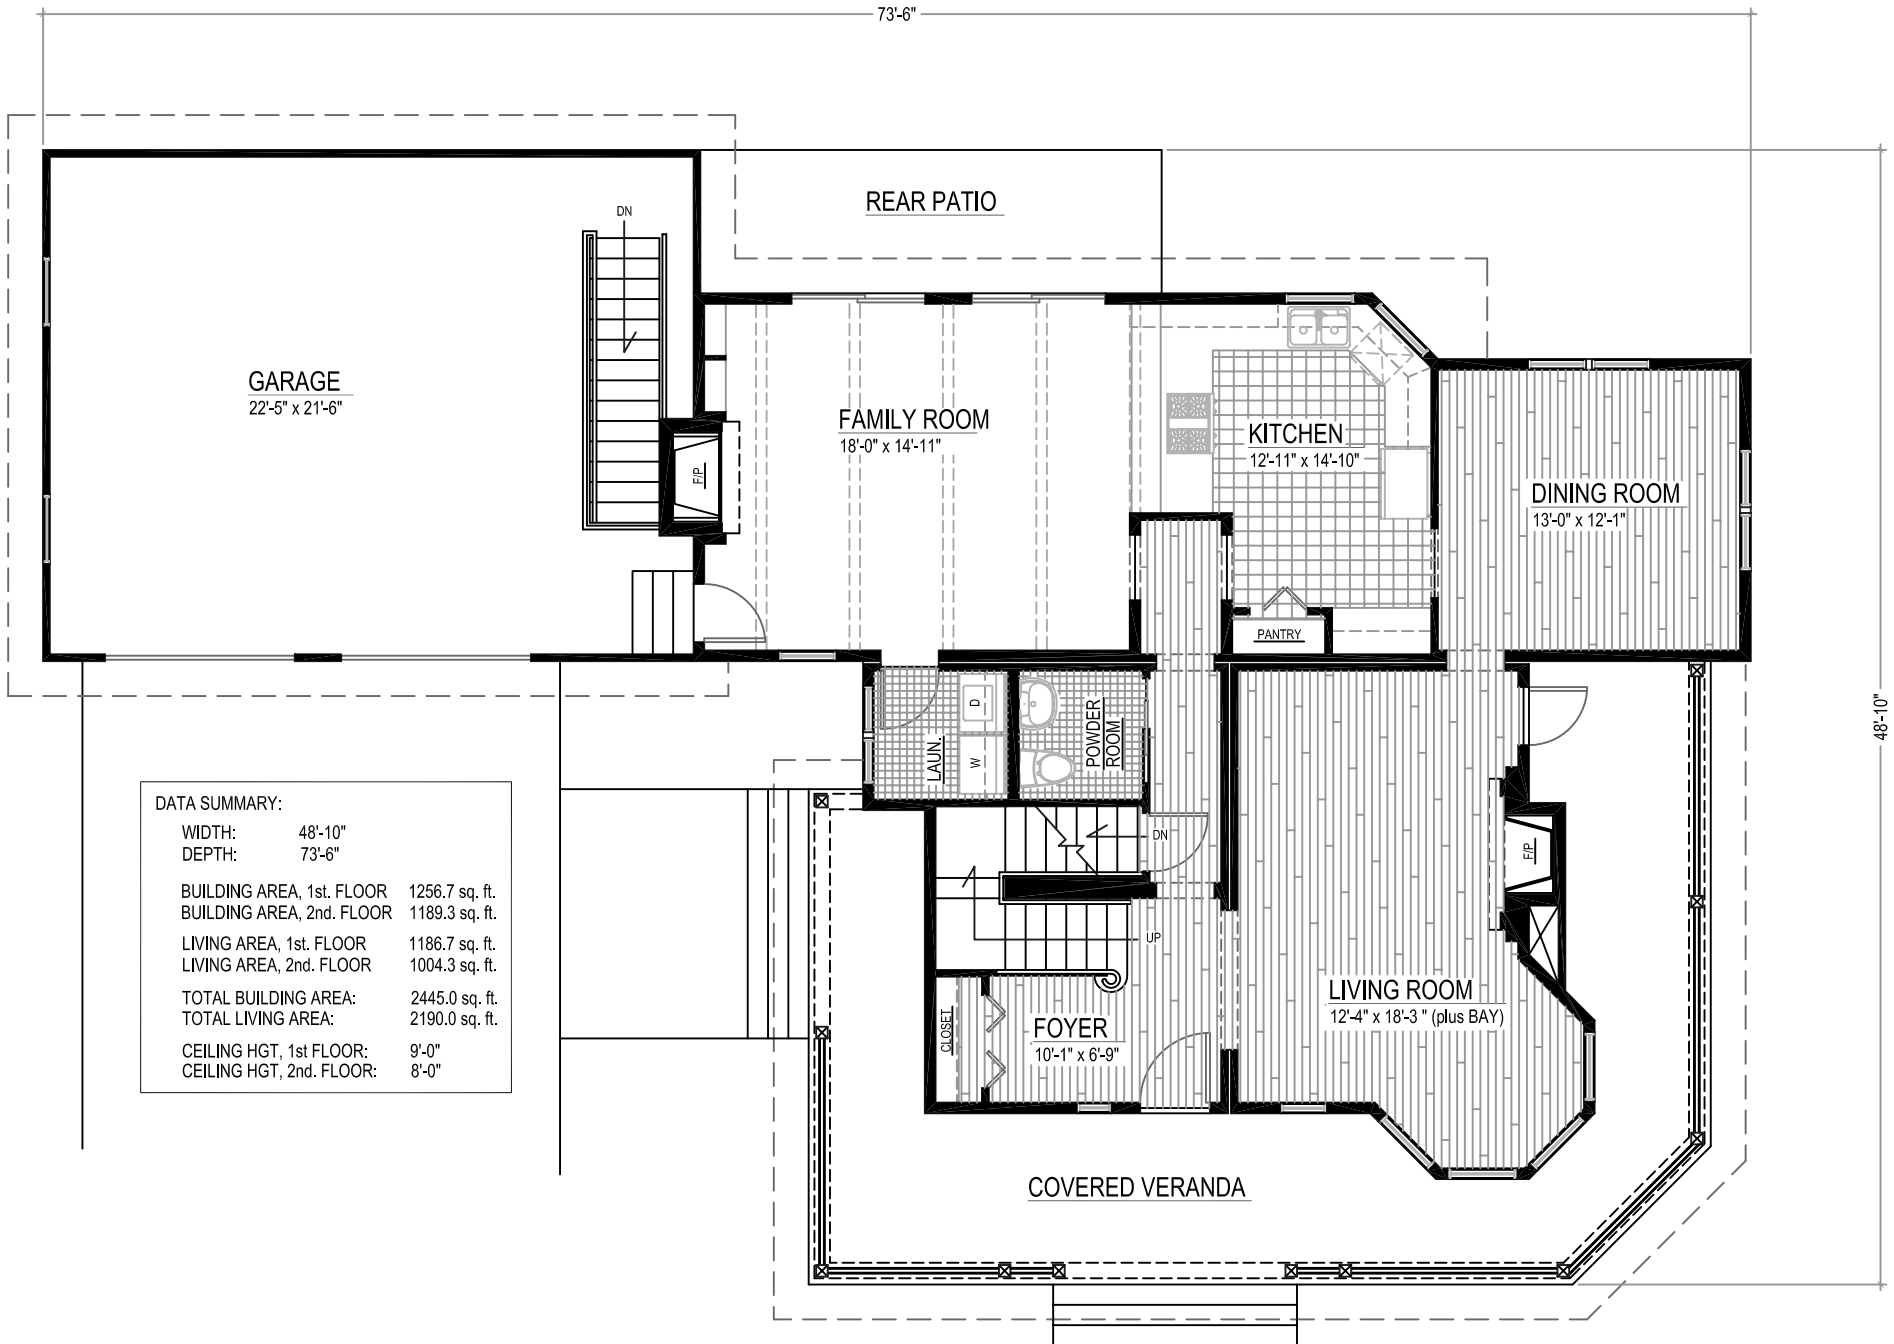 73'-6"
REAR PATIO
DN
GARAGE
22'-5" x 21'-6"
FAMILY ROOM
18'-0" x 14'-11"
KITCHEN
12'-11" x 14'-10"
F/P
DINING ROOM
13'-0" x 12'-1"
PANTRY
48'-10"
D
W
LAUN.
POWDER
ROOM
DN
F/P
UP
LIVING ROOM
12'-4" x 18'-3 " (plus BAY)
CLOSET
FOYER
10'-1" x 6'-9"
COVERED VERANDA
DATA SUMMARY:
WIDTH: 48'-10"
DEPTH: 73'-6"
BUILDING AREA, 1st. FLOOR 1256.7 sq. ft.
BUILDING AREA, 2nd. FLOOR 1189.3 sq. ft.
LIVING AREA, 1st. FLOOR 1186.7 sq. ft.
LIVING AREA, 2nd. FLOOR 1004.3 sq. ft.
TOTAL BUILDING AREA: 2445.0 sq. ft.
TOTAL LIVING AREA: 2190.0 sq. ft.
CEILING HGT, 1st FLOOR: 9'-0"
CEILING HGT, 2nd. FLOOR: 8'-0"